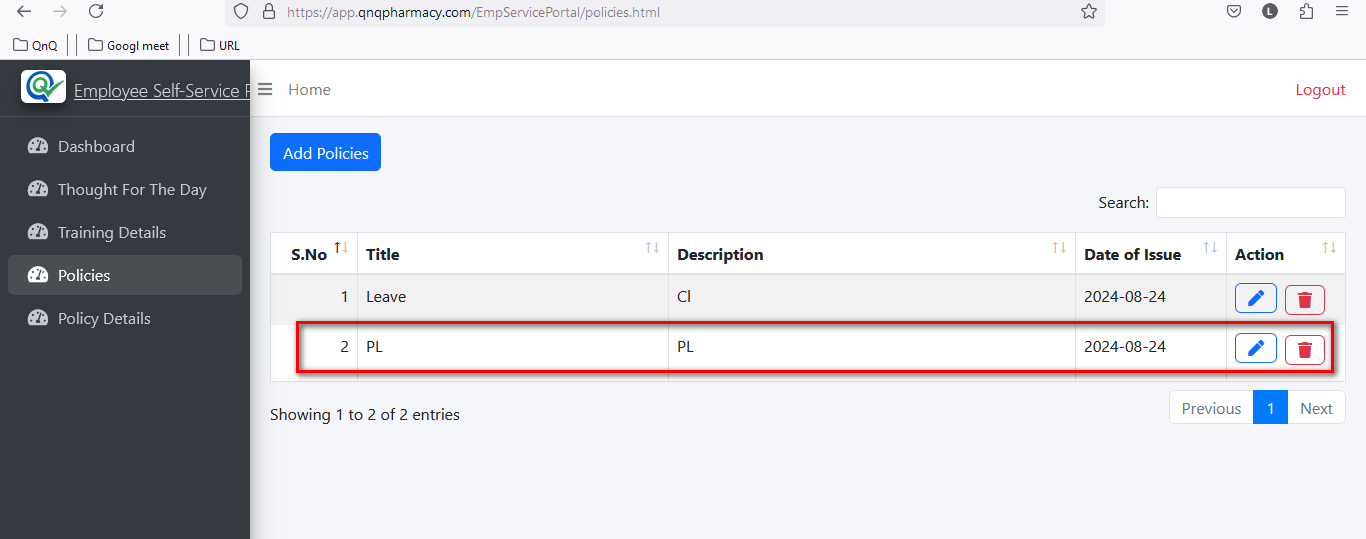 https://app.qnqpharmacy.com/EmpServicePortal/policies.html
L
QnQ Googl meet URL
Employee Self-Service Home Logout
Dashboard
Thought For The Day
Training Details
Policies
Policy Details
Add Policies
Search:
S.No Title Description Date of Issue Action
1 Leave Cl 2024-08-24
2 PL PL 2024-08-24
Showing 1 to 2 of 2 entries Previous 1 Next